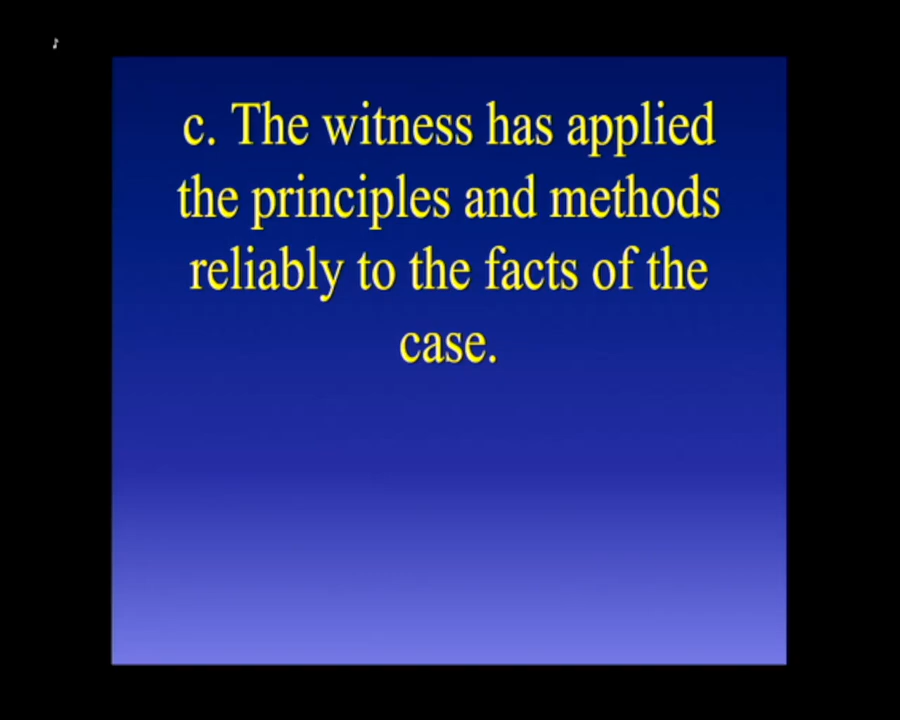 c. The witness has applied
the principles and methods
reliably to the facts of the
case.